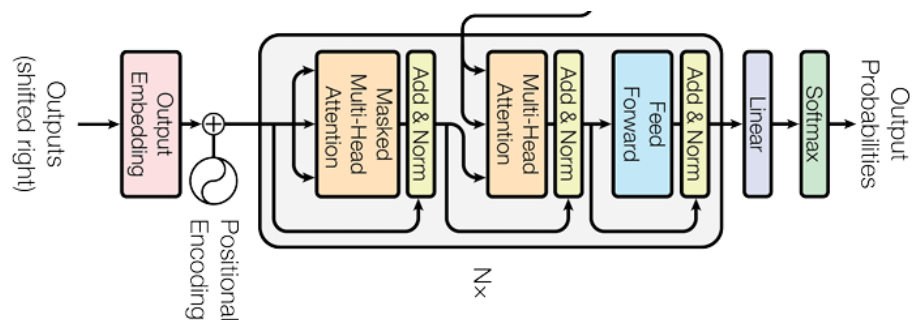 Outputs
(shifted right)
Output
Embedding
Positional
Encoding
Masked
Multi-Head
Attention
Add & Norm
Multi-Head
Attention
Add & Norm
Feed
Forward
Add & Norm
Nx
Linear
Softmax
Output
Probabilities